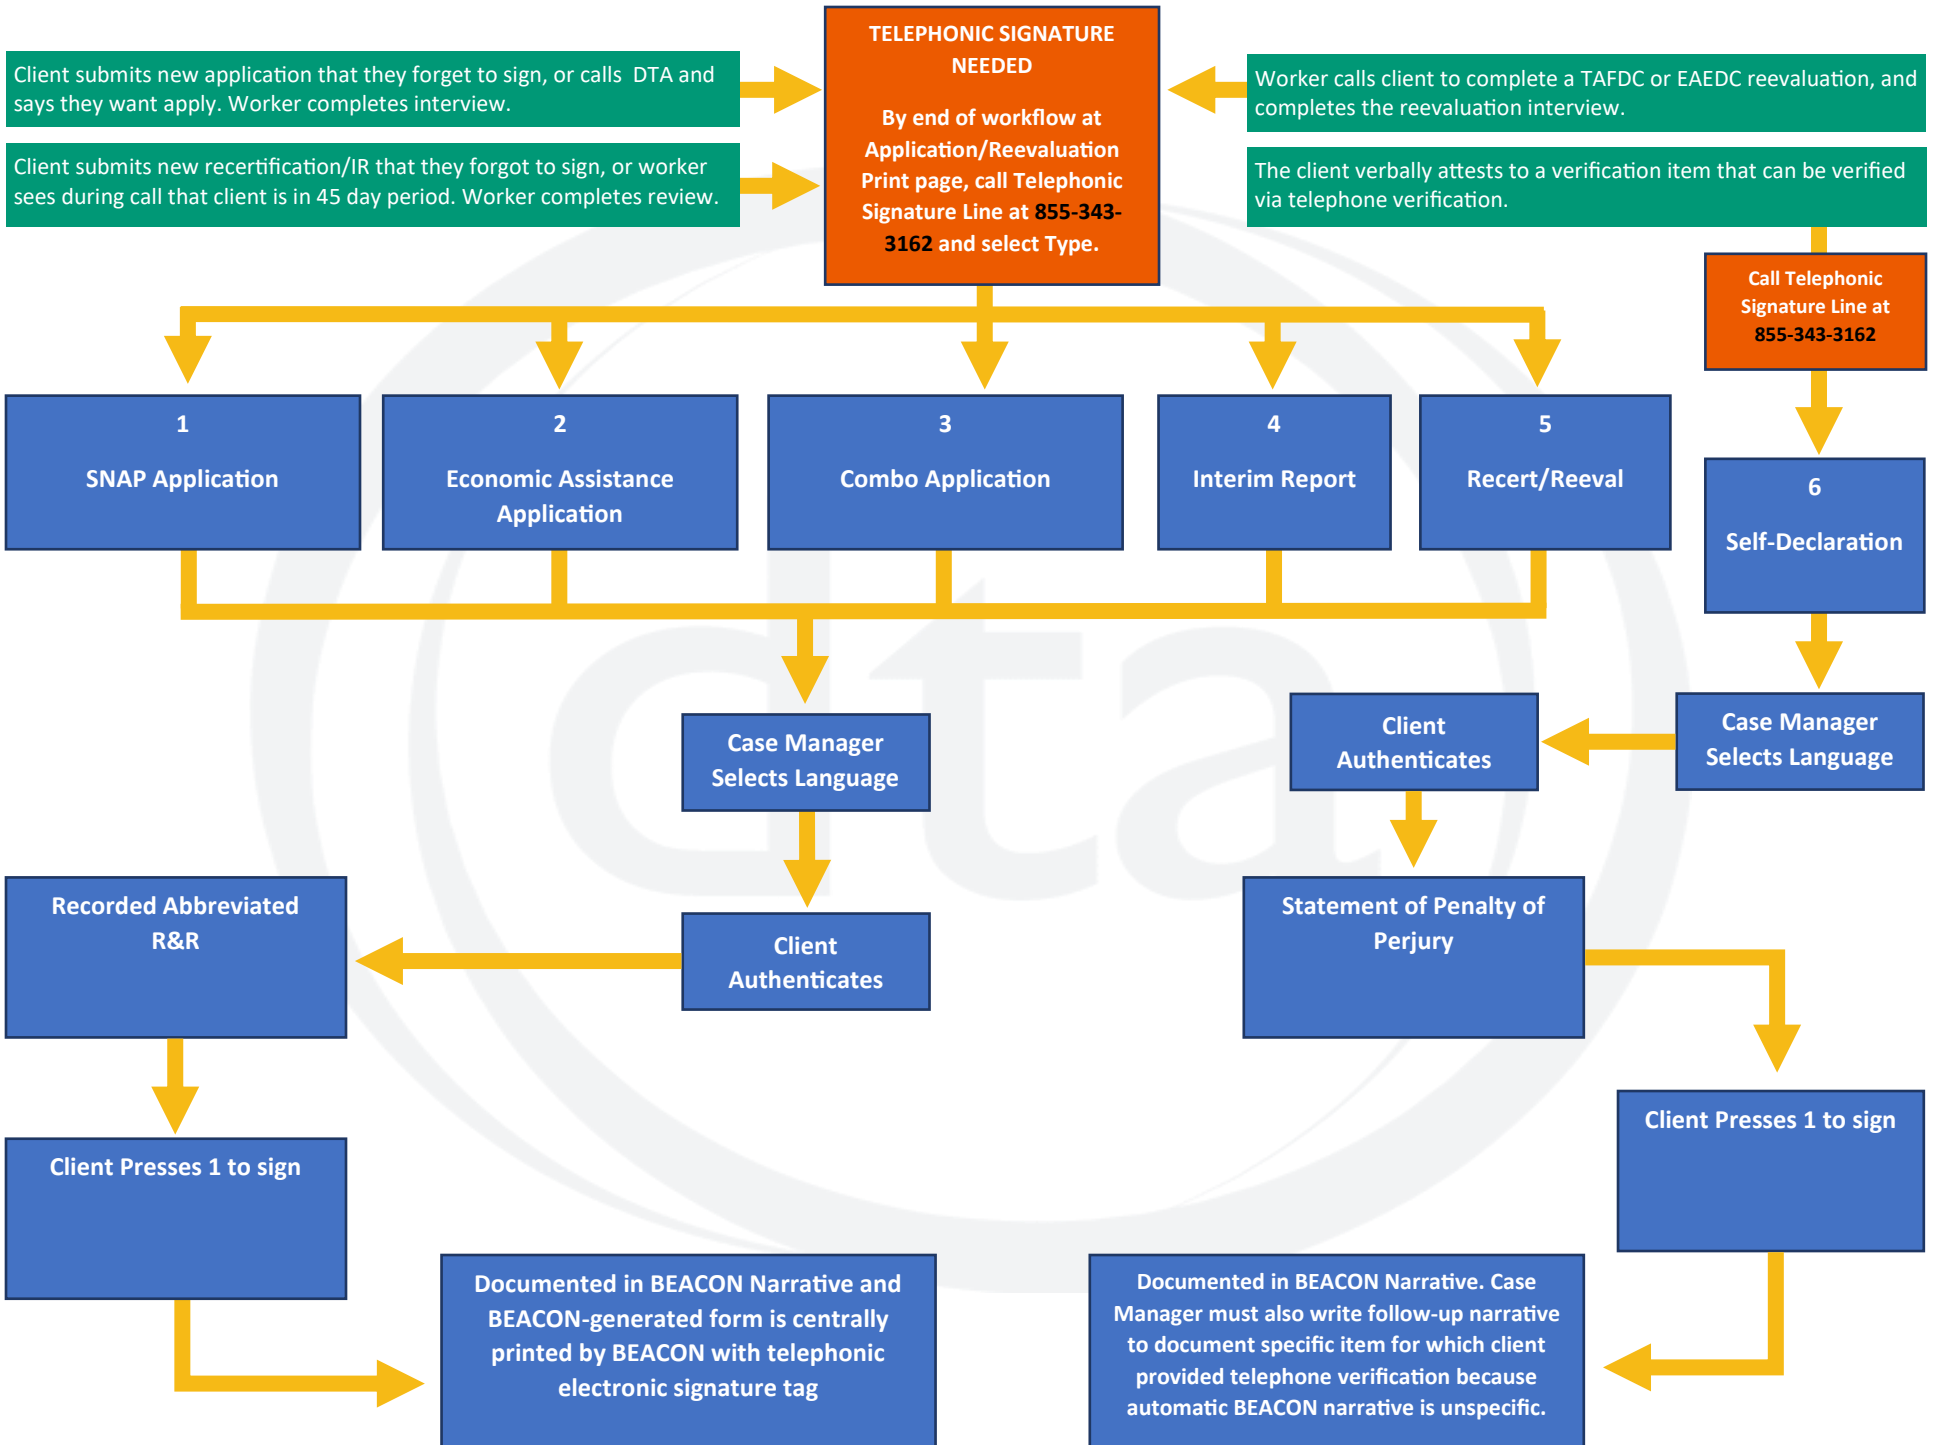 TELEPHONIC SIGNATURE
NEEDED
By end of workflow at
Application/Reevaluation
Print page, call Telephonic
Signature Line at 855-343-
3162 and select Type.
Client submits new application that they forget to sign, or calls DTA and
says they want apply. Worker completes interview.
Client submits new recertification/IR that they forgot to sign, or worker
sees during call that client is in 45 day period. Worker completes review.
Worker calls client to complete a TAFDC or EAEDC reevaluation, and
completes the reevaluation interview.
The client verbally attests to a verification item that can be verified
via telephone verification.
Call Telephonic
Signature Line at
855-343-3162
1
SNAP Application
2
Economic Assistance
Application
3
Combo Application
4
Interim Report
5
Recert/Reeval
6
Self-Declaration
Case Manager
Selects Language
Client
Authenticates
Recorded Abbreviated
R&R
Client Presses 1 to sign
Documented in BEACON Narrative and
BEACON-generated form is centrally
printed by BEACON with telephonic
electronic signature tag
Case Manager
Selects Language
Client
Authenticates
Statement of Penalty of
Perjury
Client Presses 1 to sign
Documented in BEACON Narrative. Case
Manager must also write follow-up narrative
to document specific item for which client
provided telephone verification because
automatic BEACON narrative is unspecific.
dta